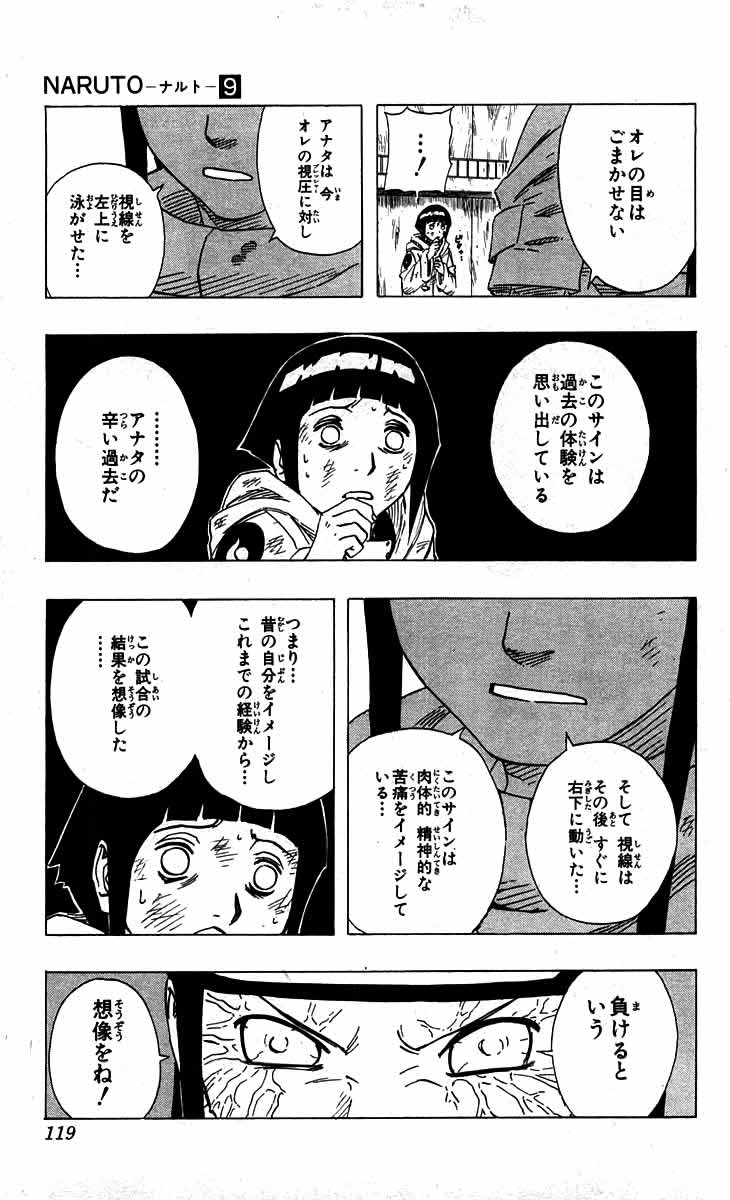 NARUTO－ナルト－9
オレの目は
ごまかせない
…！
ビクッ
アナタは 今
オレの視圧に対し
視線を
左上に
泳がせた…
このサインは
過去の体験を
思い出している
………
アナタの
辛い過去だ
そして 視線は
その後 すぐに
右下に動いた…
このサインは
肉体的 精神的な
苦痛をイメージして
いる…
つまり…
昔の自分をイメージし
これまでの経験から…
この試合の
結果を想像した
……
負けると
いう
想像をね！
119